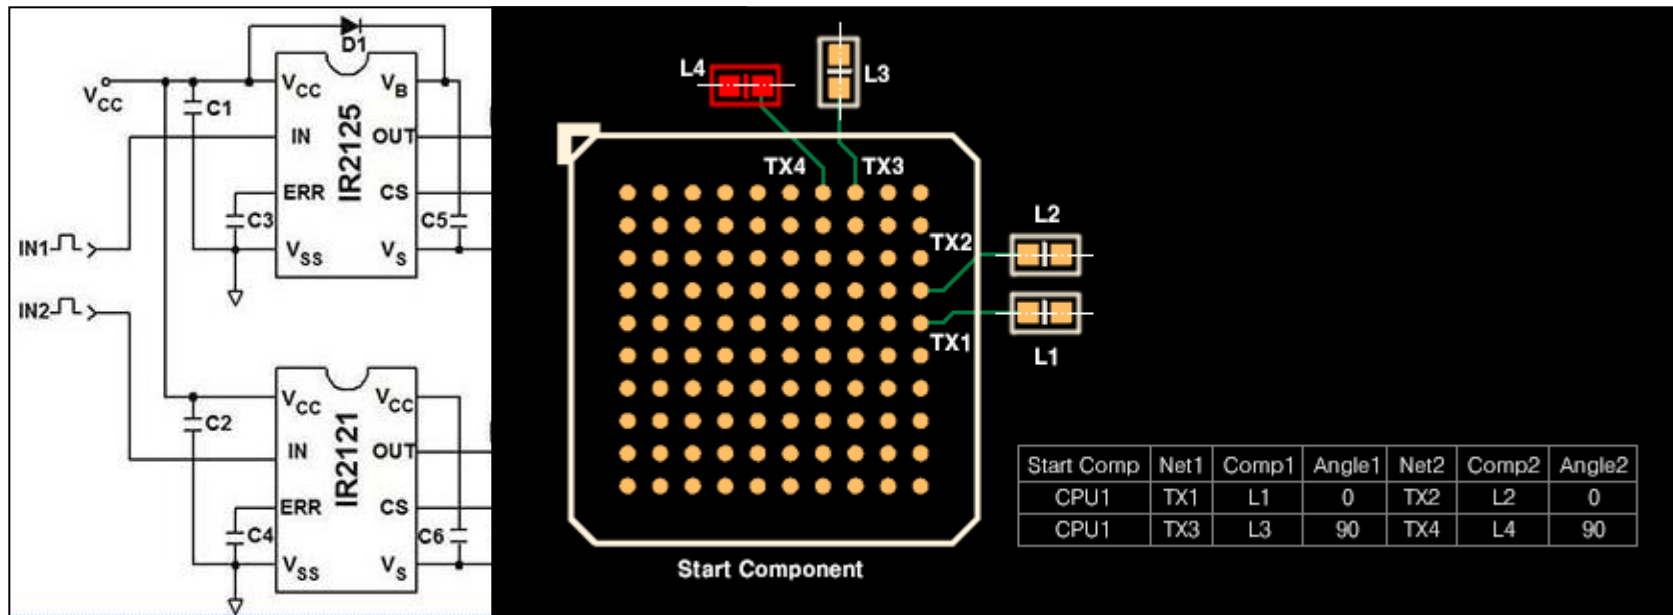 D1
VCC
C1
VCC
VB
IN
OUT
IR2125
ERR
CS
C3
C5
VSS
VS
IN1
IN2
VCC
VCC
C2
IN
OUT
IR2121
ERR
CS
C4
C6
VSS
VS
L4
L3
TX4
TX3
L2
TX2
TX1
L1
Start Component
Start Comp Net1 Comp1 Angle1 Net2 Comp2 Angle2
CPU1 TX1 L1 0 TX2 L2 0
CPU1 TX3 L3 90 TX4 L4 90